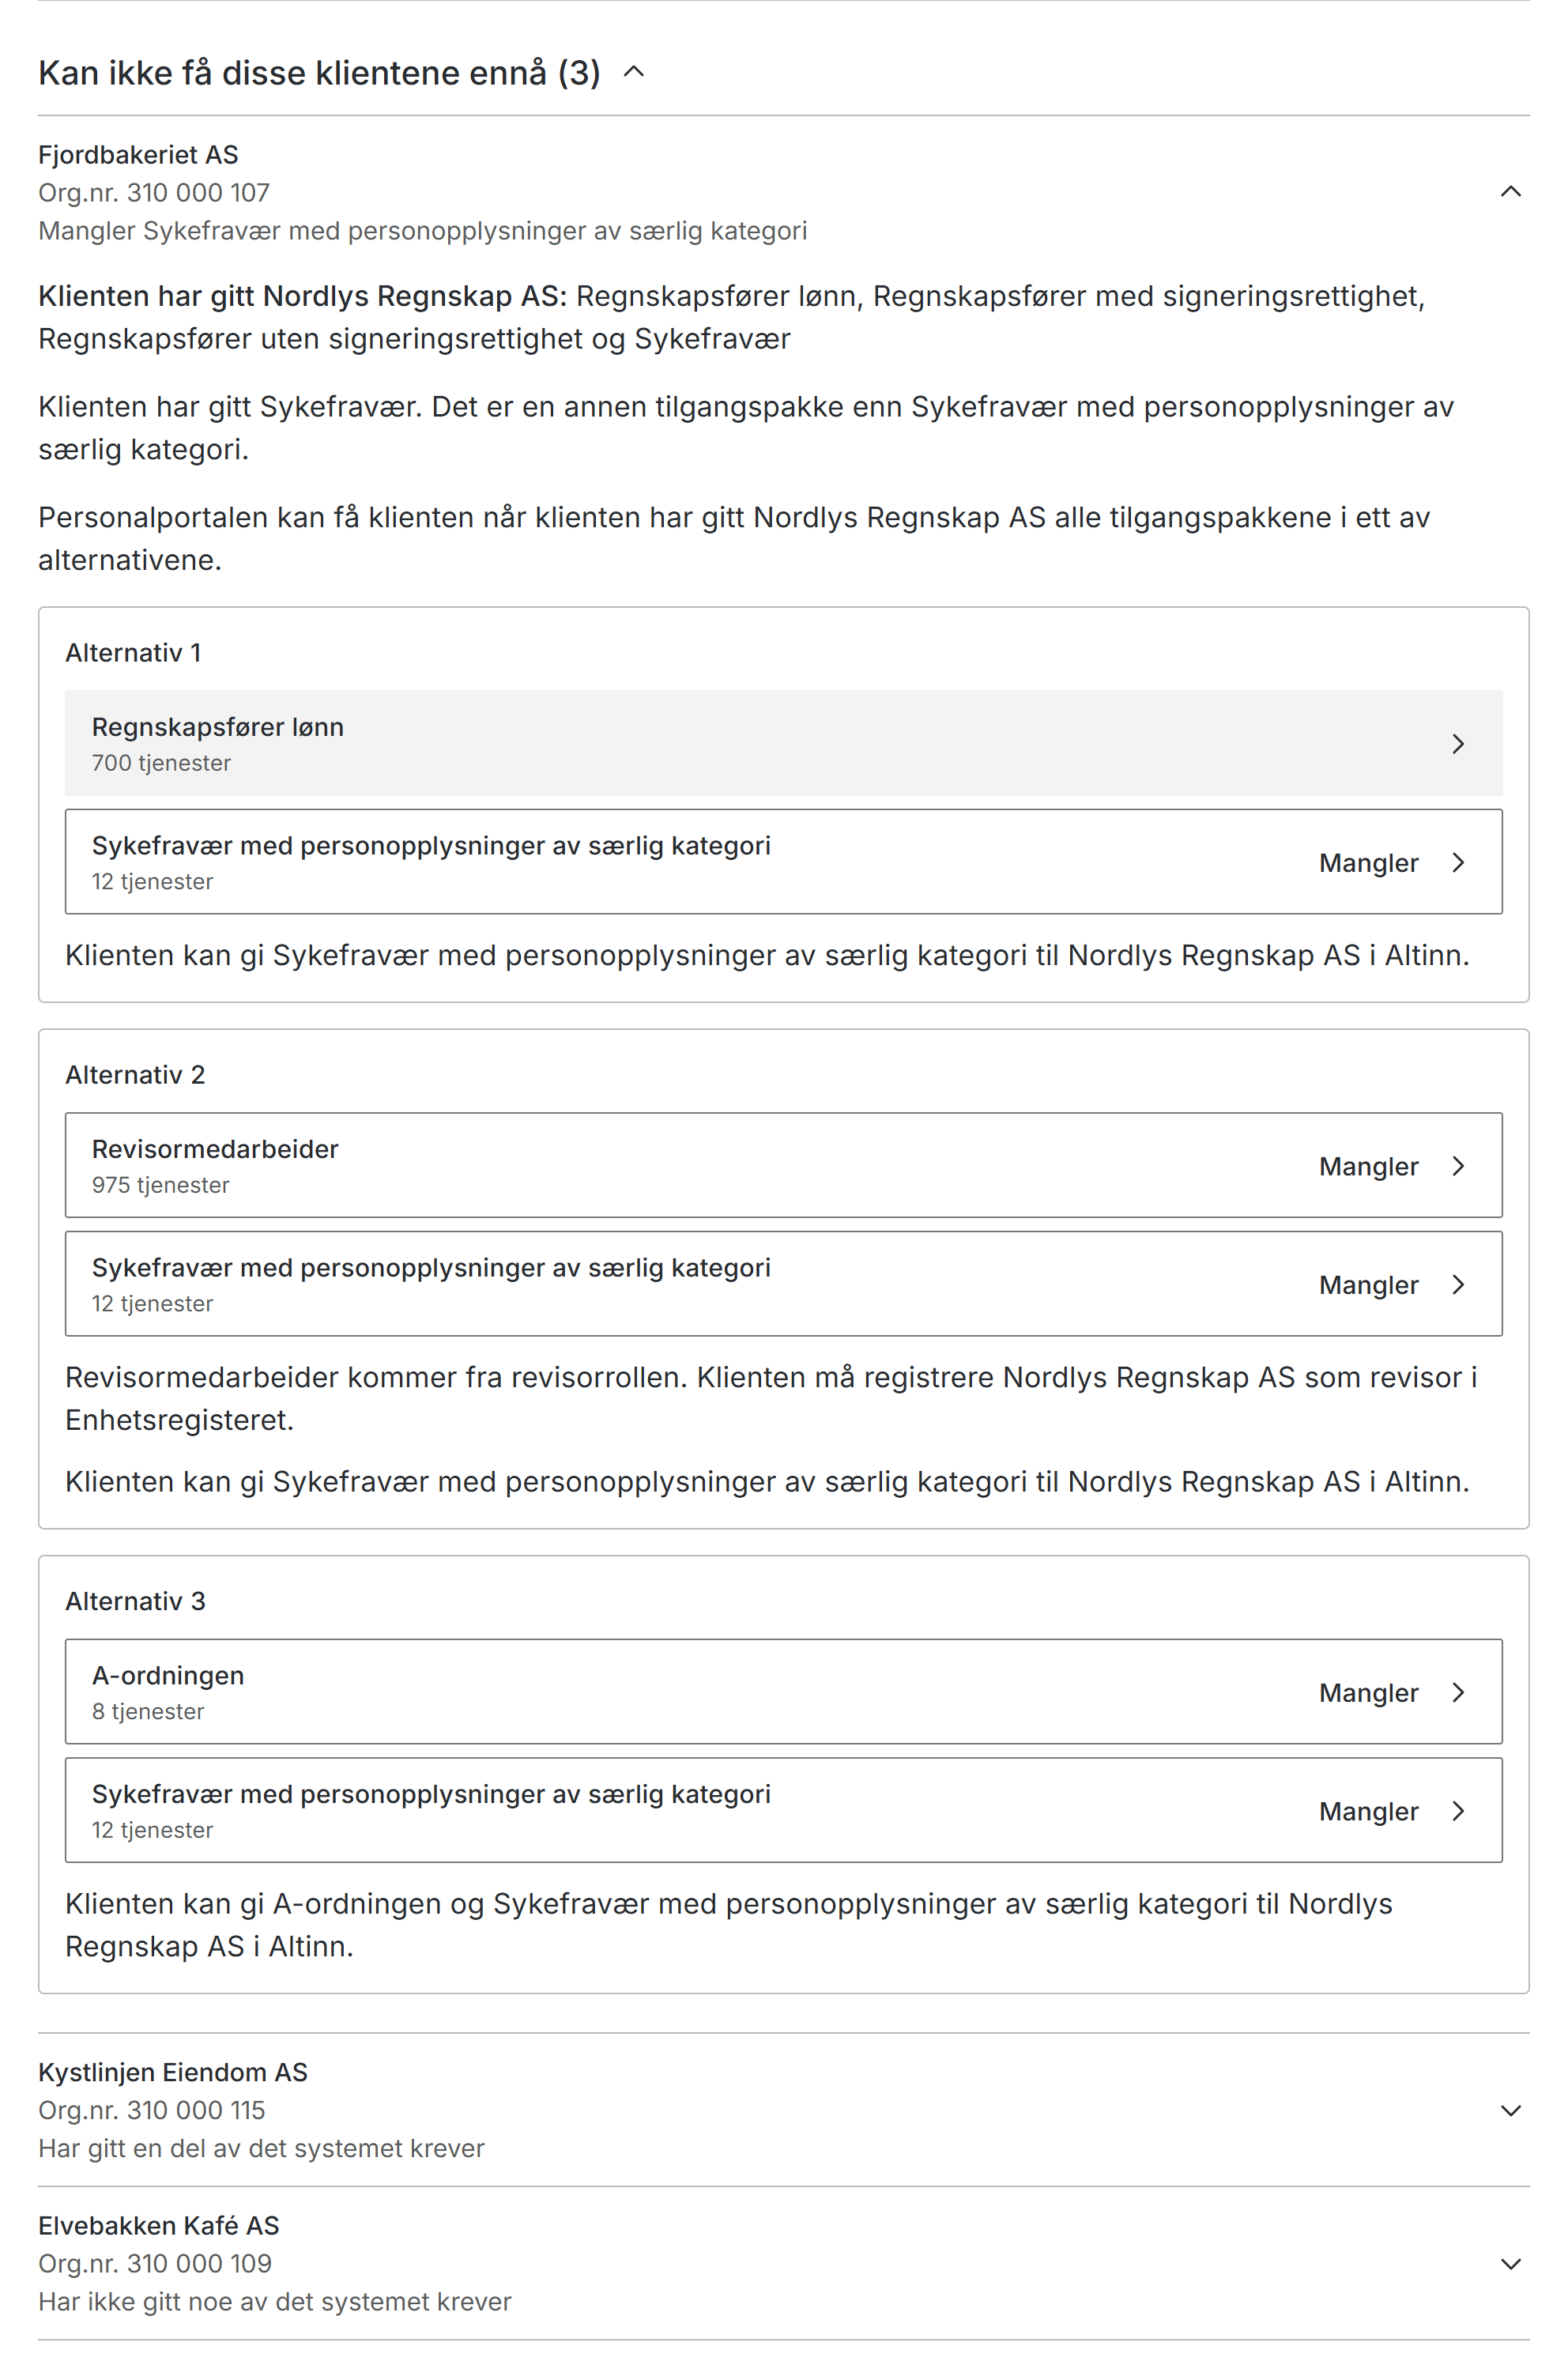 Kan ikke få disse klientene ennå (3)
Fjordbakeriet AS
Org.nr. 310 000 107
Mangler Sykefravær med personopplysninger av særlig kategori
Klienten har gitt Nordlys Regnskap AS: Regnskapsfører lønn, Regnskapsfører med signeringsrettighet,
Regnskapsfører uten signeringsrettighet og Sykefravær
Klienten har gitt Sykefravær. Det er en annen tilgangspakke enn Sykefravær med personopplysninger av
særlig kategori.
Personalportalen kan få klienten når klienten har gitt Nordlys Regnskap AS alle tilgangspakkene i ett av
alternativene.
Alternativ 1
Regnskapsfører lønn
700 tjenester
Sykefravær med personopplysninger av særlig kategori
12 tjenester
Mangler
Klienten kan gi Sykefravær med personopplysninger av særlig kategori til Nordlys Regnskap AS i Altinn.
Alternativ 2
Revisormedarbeider
975 tjenester
Mangler
Sykefravær med personopplysninger av særlig kategori
12 tjenester
Mangler
Revisormedarbeider kommer fra revisorrollen. Klienten må registrere Nordlys Regnskap AS som revisor i
Enhetsregisteret.
Klienten kan gi Sykefravær med personopplysninger av særlig kategori til Nordlys Regnskap AS i Altinn.
Alternativ 3
A-ordningen
8 tjenester
Mangler
Sykefravær med personopplysninger av særlig kategori
12 tjenester
Mangler
Klienten kan gi A-ordningen og Sykefravær med personopplysninger av særlig kategori til Nordlys
Regnskap AS i Altinn.
Kystlinjen Eiendom AS
Org.nr. 310 000 115
Har gitt en del av det systemet krever
Elvebakken Kafé AS
Org.nr. 310 000 109
Har ikke gitt noe av det systemet krever